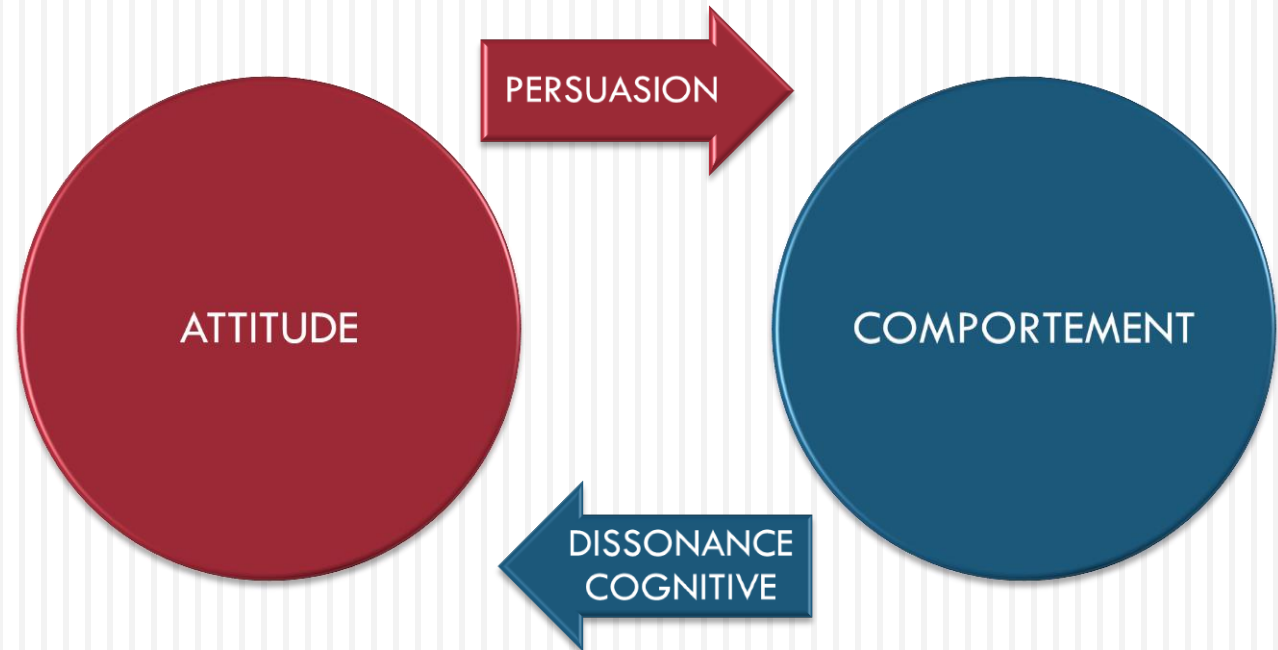 PERSUASION
ATTITUDE
COMPORTEMENT
DISSONANCE
COGNITIVE